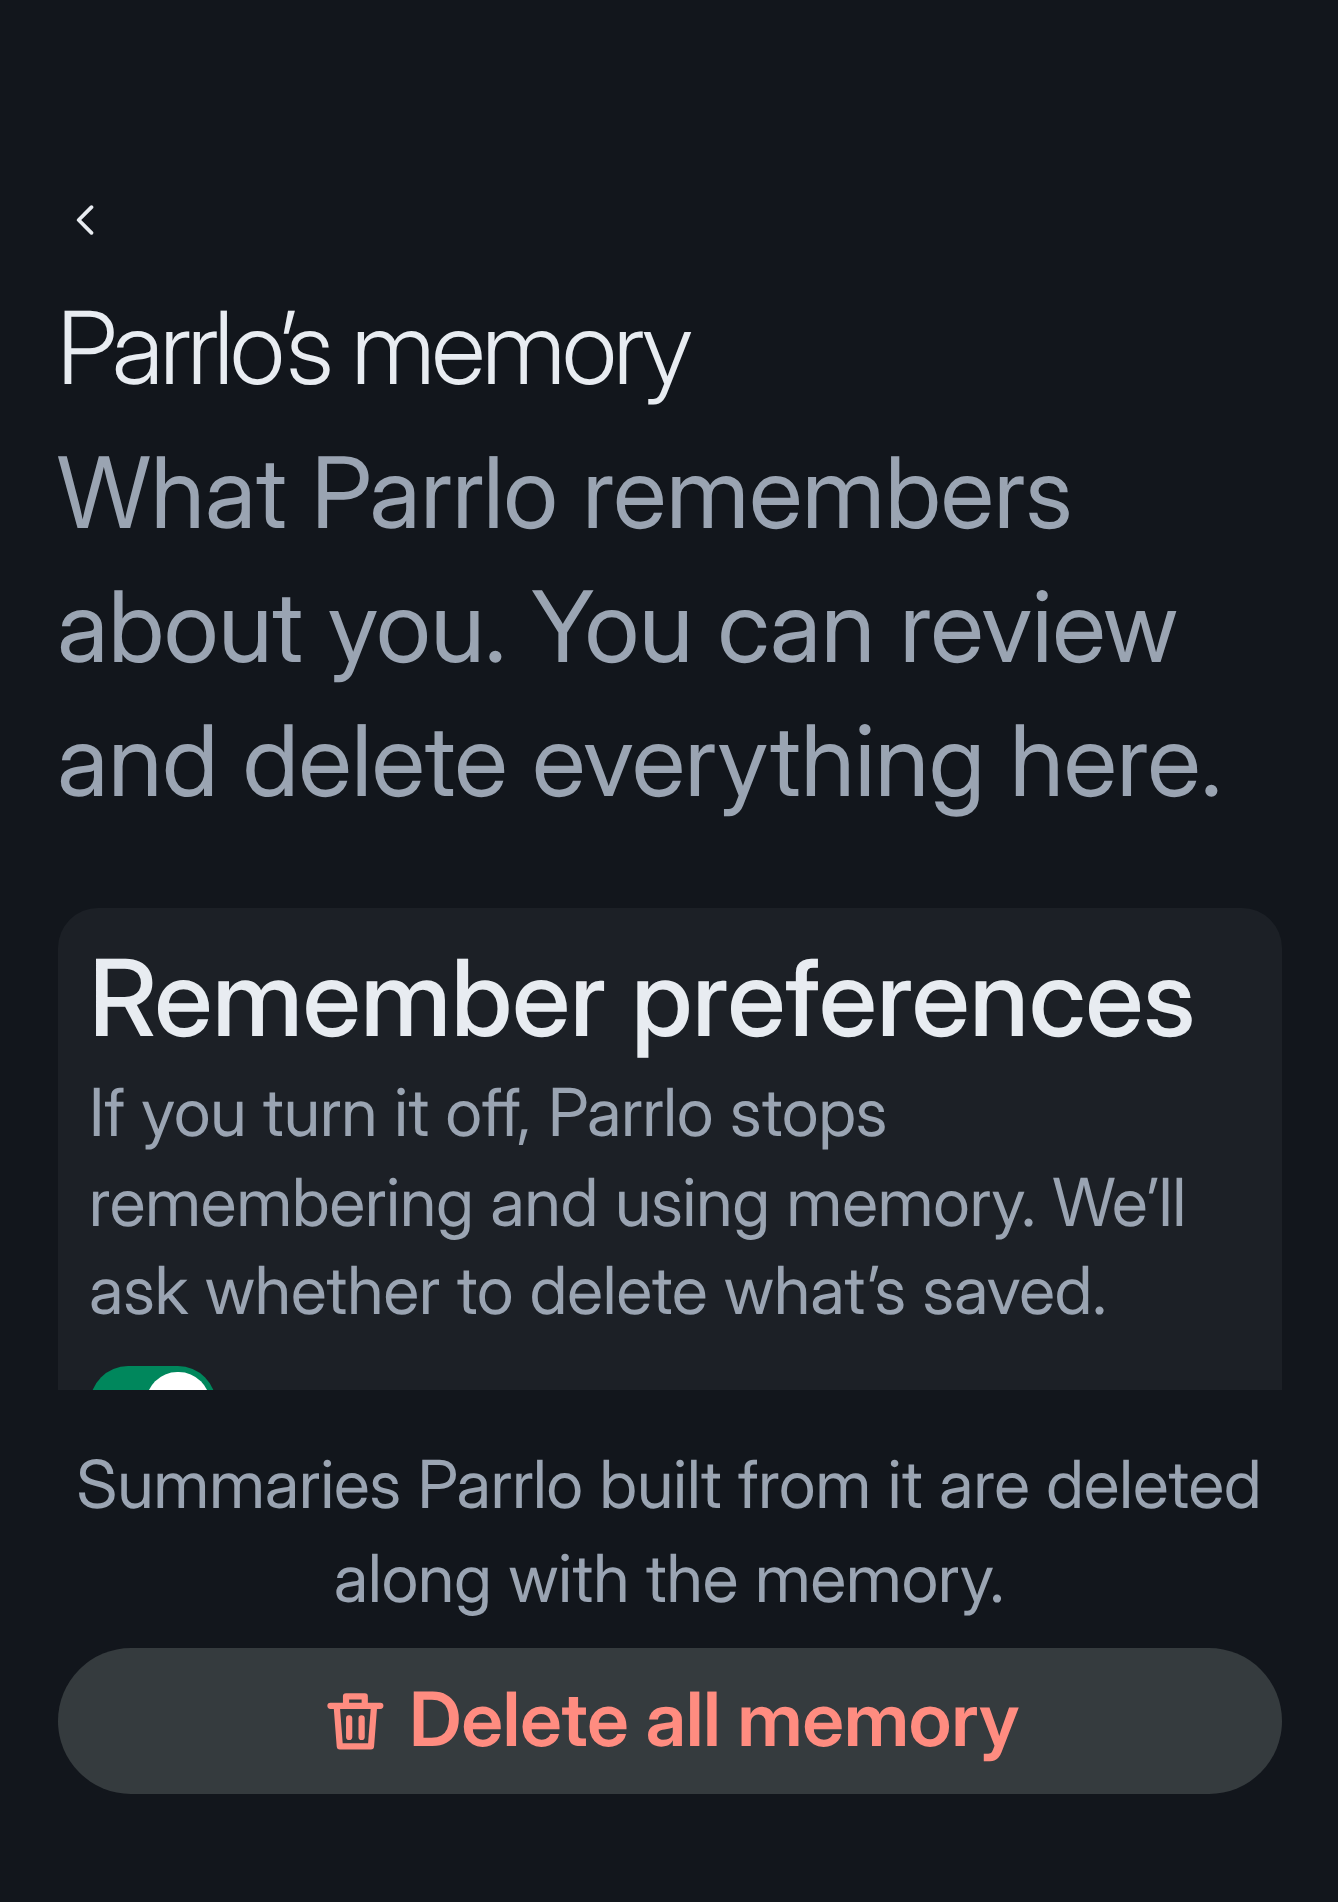 Parrlo’s memory
What Parrlo remembers
about you. You can review
and delete everything here.
Remember preferences
If you turn it off, Parrlo stops
remembering and using memory. We’ll
ask whether to delete what’s saved.
Summaries Parrlo built from it are deleted
along with the memory.
Delete all memory